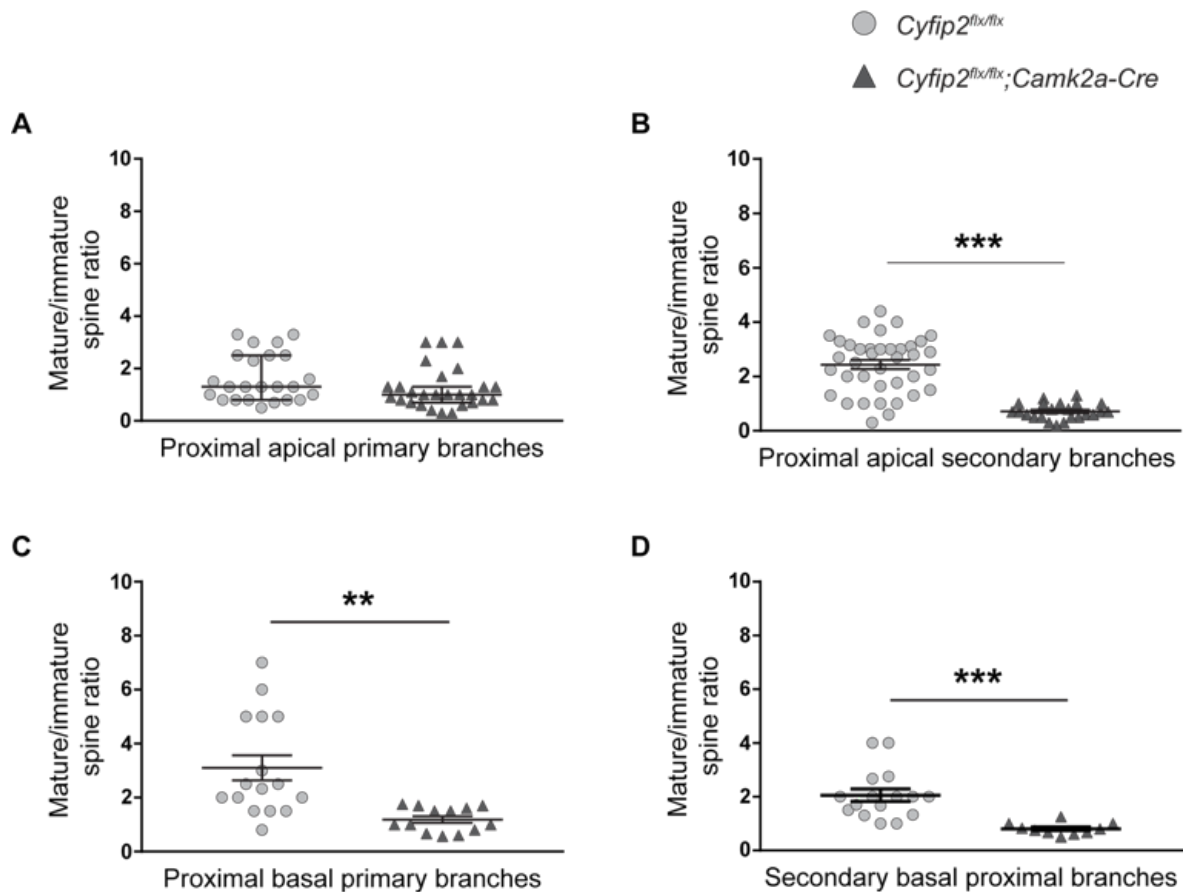 Cyfip2flx/flx
Cyfip2flx/flx;Camk2a-Cre
A
10
8
6
4
2
0
Mature/immature
spine ratio
Proximal apical primary branches
B
10
8
6
4
2
0
Mature/immature
spine ratio
***
Proximal apical secondary branches
C
10
8
6
4
2
0
Mature/immature
spine ratio
**
Proximal basal primary branches
D
10
8
6
4
2
0
Mature/immature
spine ratio
***
Secondary basal proximal branches